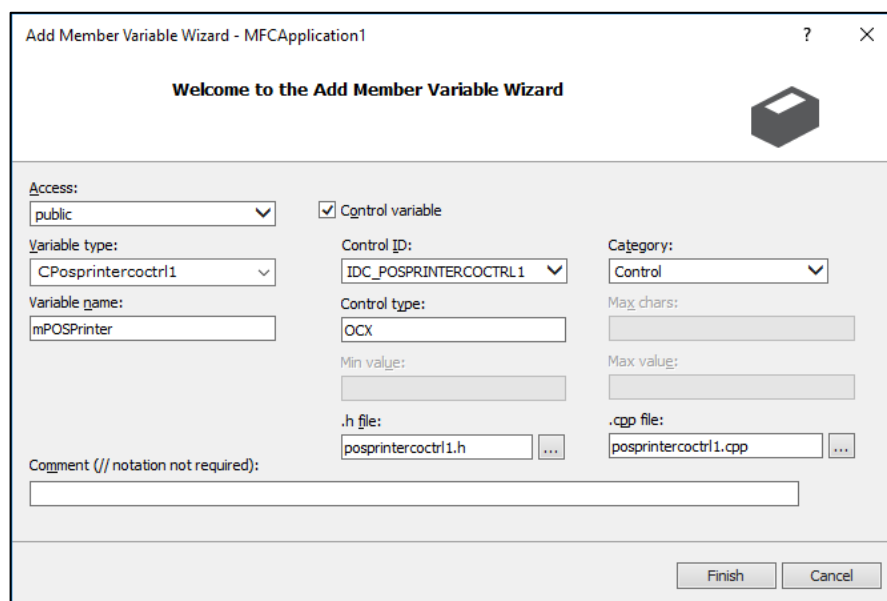 Add Member Variable Wizard - MFCApplication1
?
Welcome to the Add Member Variable Wizard
Access:
public
Control variable
Variable type:
Control ID:
Category:
CPosprintercoctrl1
IDC_POSPRINTERCOCTRL1
Control
Variable name:
Control type:
Max chars:
mPOSPrinter
OCX
Min value:
Max value:
.h file:
.cpp file:
posprintercoctrl1.h
...
posprintercoctrl1.cpp
...
Comment (// notation not required):
Finish
Cancel